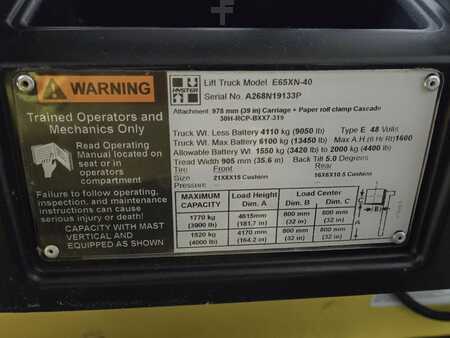 WARNING
Trained Operators and
Mechanics Only
Read Operating
Manual located on
seat or in
operators
compartment
Failure to follow operating,
inspection, and maintenance
instructions can cause
serious injury or death!
CAPACITY WITH MAST
VERTICAL AND
EQUIPPED AS SHOWN
HYSTER
Lift Truck Model E65XN-40
Serial No. A268N19133P
Attachment 975 mm (39 in) Carriage + Paper roll clamp Cascade
30H-RCP-BXX7-319
Truck Wt. Less Battery 4110 kg (9050 lb) Type E 48 Volts
Truck Wt. Max Battery 6100 kg (13450 lb) Max A.H (6 Hr Rt) 1600
Allowable Battery Wt. 1550 kg (3420 lb) to 2000 kg (4400 lb)
Tread Width 905 mm (35.6 in) Back Tilt 5.0 Degrees
Tire Front Rear
Size 21X8X15 Cushion 16X6X10.5 Cushion
Pressure
MAXIMUM CAPACITY Load Height Dim. A Load Center Dim. B Dim. C
1770 kg (3900 lb) 4615mm (181.7 in) 800 mm (32 in) 800 mm (32 in)
1820 kg (4000 lb) 4170 mm (164.2 in) 800 mm (32 in) 800 mm (32 in)